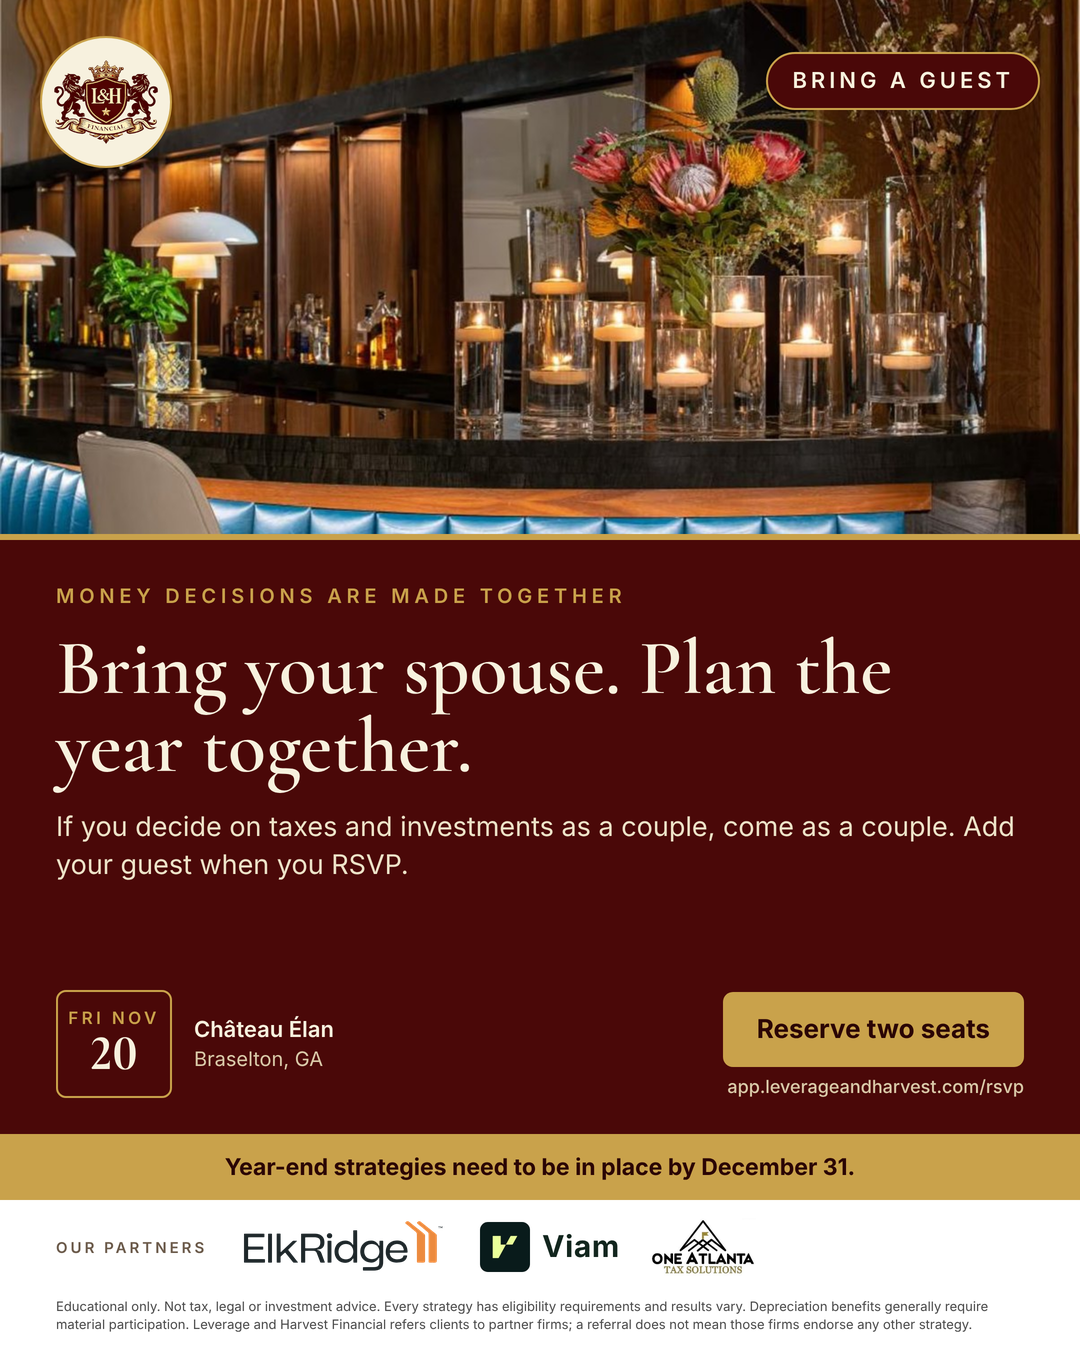 L&H
FINANCIAL
BRING A GUEST
MONEY DECISIONS ARE MADE TOGETHER
Bring your spouse. Plan the
year together.
If you decide on taxes and investments as a couple, come as a couple. Add
your guest when you RSVP.
FRI NOV
20
Château Élan
Braselton, GA
Reserve two seats
app.leverageandharvest.com/rsvp
Year-end strategies need to be in place by December 31.
OUR PARTNERS
ElkRidge™
Viam
ONE ATLANTA
TAX SOLUTIONS
Educational only. Not tax, legal or investment advice. Every strategy has eligibility requirements and results vary. Depreciation benefits generally require
material participation. Leverage and Harvest Financial refers clients to partner firms; a referral does not mean those firms endorse any other strategy.